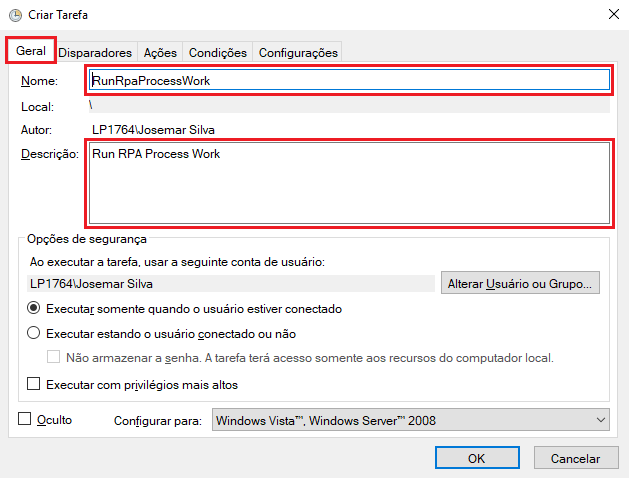 Criar Tarefa
Geral Disparadores Ações Condições Configurações
Nome: RunRpaProcessWork
Local: \
Autor: LP1764\Josemar Silva
Descrição: Run RPA Process Work
Opções de segurança
Ao executar a tarefa, usar a seguinte conta de usuário:
LP1764\Josemar Silva Alterar Usuário ou Grupo...
Executar somente quando o usuário estiver conectado
Executar estando o usuário conectado ou não
Não armazenar a senha. A tarefa terá acesso somente aos recursos do computador local.
Executar com privilégios mais altos
Oculto Configurar para: Windows Vista™, Windows Server™ 2008
OK Cancelar